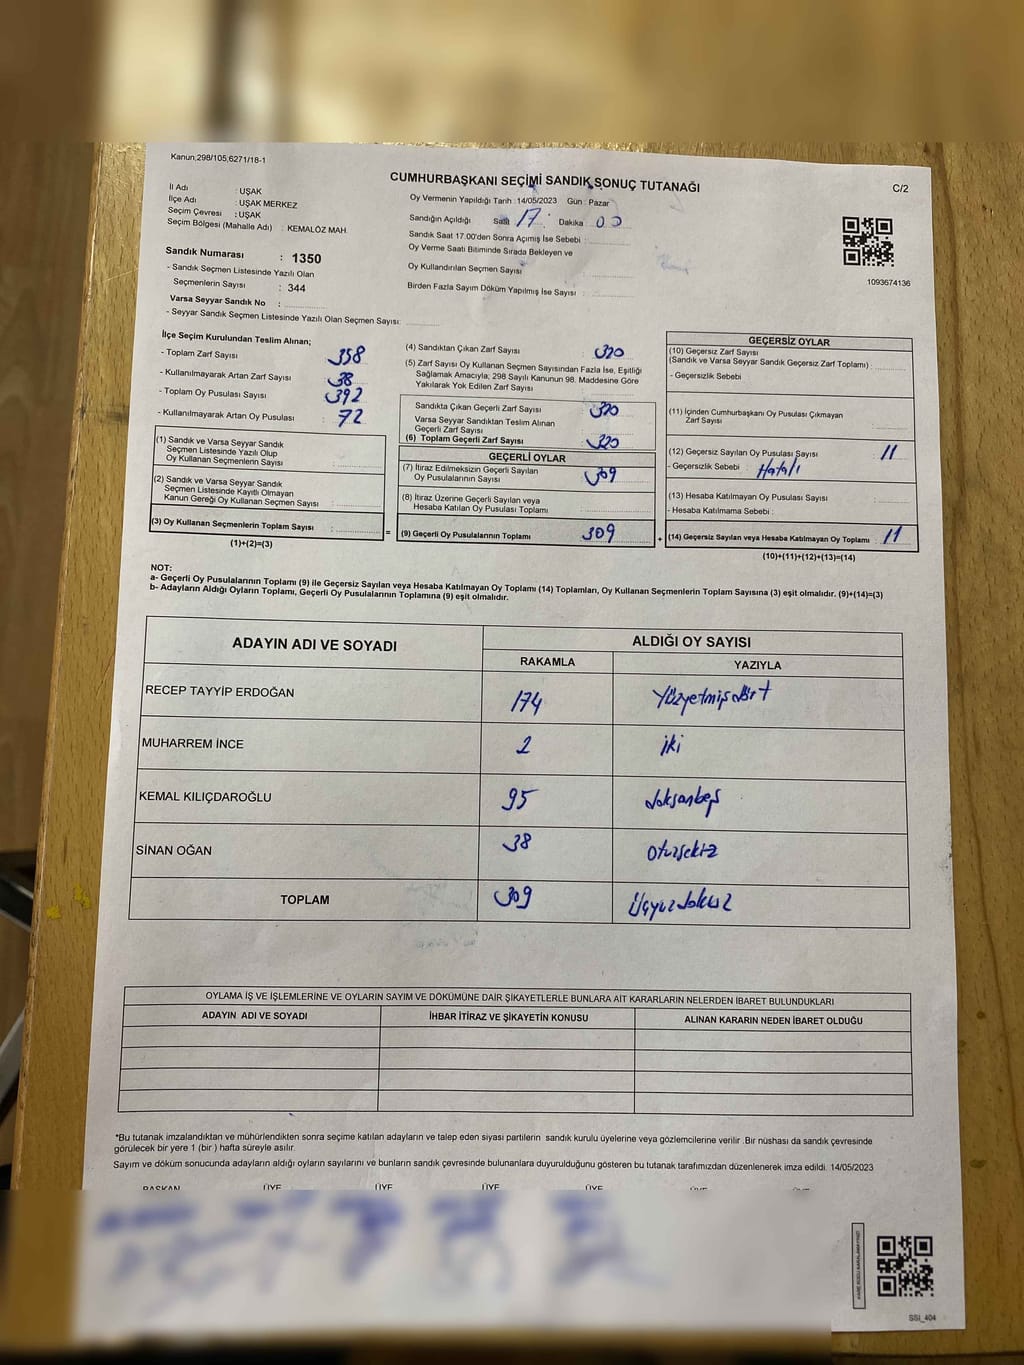 Kanun;298/105;6271/18-1
CUMHURBAŞKANI SEÇİMİ SANDIK SONUÇ TUTANAĞI
C/2
İl Adı : UŞAK
İlçe Adı : UŞAK MERKEZ
Seçim Çevresi : UŞAK
Seçim Bölgesi (Mahalle Adı) : KEMALÖZ MAH.
Oy Vermenin Yapıldığı Tarih : 14/05/2023 Gün : Pazar
Sandığın Açıldığı Saat 17 Dakika 00
Sandık Saat 17.00'den Sonra Açımış İse Sebebi :
Oy Verme Saati Bitiminde Sırada Bekleyen ve
Oy Kullandırılan Seçmen Sayısı :
Birden Fazla Sayım Döküm Yapılmış İse Sayısı :
1093674136
Sandık Numarası : 1350
- Sandık Seçmen Listesinde Yazılı Olan
Seçmenlerin Sayısı : 344
Varsa Seyyar Sandık No :
- Seyyar Sandık Seçmen Listesinde Yazılı Olan Seçmen Sayısı:
İlçe Seçim Kurulundan Teslim Alınan;
- Toplam Zarf Sayısı : 358
- Kullanılmayarak Artan Zarf Sayısı : 38
- Toplam Oy Pusulası Sayısı : 392
- Kullanılmayarak Artan Oy Pusulası : 72
(1) Sandık ve Varsa Seyyar Sandık
Seçmen Listesinde Yazılı Olup
Oy Kullanan Seçmenlerin Sayısı :
(2) Sandık ve Varsa Seyyar Sandık
Seçmen Listesinde Kayıtlı Olmayan
Kanun Gereği Oy Kullanan Seçmen Sayısı :
(3) Oy Kullanan Seçmenlerin Toplam Sayısı :
(1)+(2)=(3)
=
(4) Sandıktan Çıkan Zarf Sayısı : 320
(5) Zarf Sayısı Oy Kullanan Seçmen Sayısından Fazla İse, Eşitliği
Sağlamak Amacıyla; 298 Sayılı Kanunun 98. Maddesine Göre
Yakılarak Yok Edilen Zarf Sayısı :
Sandıkta Çıkan Geçerli Zarf Sayısı : 320
Varsa Seyyar Sandıktan Teslim Alınan
Geçerli Zarf Sayısı :
(6) Toplam Geçerli Zarf Sayısı : 320
GEÇERLİ OYLAR
(7) İtiraz Edilmeksizin Geçerli Sayılan
Oy Pusulalarının Sayısı : 309
(8) İtiraz Üzerine Geçerli Sayılan veya
Hesaba Katılan Oy Pusulası Toplamı :
(9) Geçerli Oy Pusulalarının Toplamı : 309
+
GEÇERSİZ OYLAR
(10) Geçersiz Zarf Sayısı
(Sandık ve Varsa Seyyar Sandık Geçersiz Zarf Toplamı) :
- Geçersizlik Sebebi :
(11) İçinden Cumhurbaşkanı Oy Pusulası Çıkmayan
Zarf Sayısı :
(12) Geçersiz Sayılan Oy Pusulası Sayısı : 11
- Geçersizlik Sebebi : Hatalı
(13) Hesaba Katılmayan Oy Pusulası Sayısı :
- Hesaba Katılmama Sebebi :
(14) Geçersiz Sayılan veya Hesaba Katılmayan Oy Toplamı : 11
(10)+(11)+(12)+(13)=(14)
NOT:
a- Geçerli Oy Pusulalarının Toplamı (9) ile Geçersiz Sayılan veya Hesaba Katılmayan Oy Toplamı (14) Toplamları, Oy Kullanan Seçmenlerin Toplam Sayısına (3) eşit olmalıdır. (9)+(14)=(3)
b- Adayların Aldığı Oyların Toplamı, Geçerli Oy Pusulalarının Toplamına (9) eşit olmalıdır.
ADAYIN ADI VE SOYADI
ALDIĞI OY SAYISI
RAKAMLA YAZIYLA
RECEP TAYYİP ERDOĞAN 174 Yüzyetmişdört
MUHARREM İNCE 2 iki
KEMAL KILIÇDAROĞLU 95 doksanbeş
SİNAN OĞAN 38 otuzsekiz
TOPLAM 309 Üçyüzdokuz
OYLAMA İŞ VE İŞLEMLERİNE VE OYLARIN SAYIM VE DÖKÜMÜNE DAİR ŞİKAYETLERLE BUNLARA AİT KARARLARIN NELERDEN İBARET BULUNDUKLARI
ADAYIN ADI VE SOYADI İHBAR İTİRAZ VE ŞİKAYETİN KONUSU ALINAN KARARIN NEDEN İBARET OLDUĞU
*Bu tutanak imzalandıktan ve mühürlendikten sonra seçime katılan adayların ve talep eden siyasi partilerin sandık kurulu üyelerine veya gözlemcilerine verilir .Bir nüshası da sandık çevresinde
görülecek bir yere 1 (bir ) hafta süreyle asılır.
Sayım ve döküm sonucunda adayların aldığı oyların sayılarını ve bunların sandık çevresinde bulunanlara duyurulduğunu gösteren bu tutanak tarafımızdan düzenlenerek imza edildi. 14/05/2023
BAŞKAN ÜYE ÜYE ÜYE ÜYE ÜYE ÜYE
SSİ_404